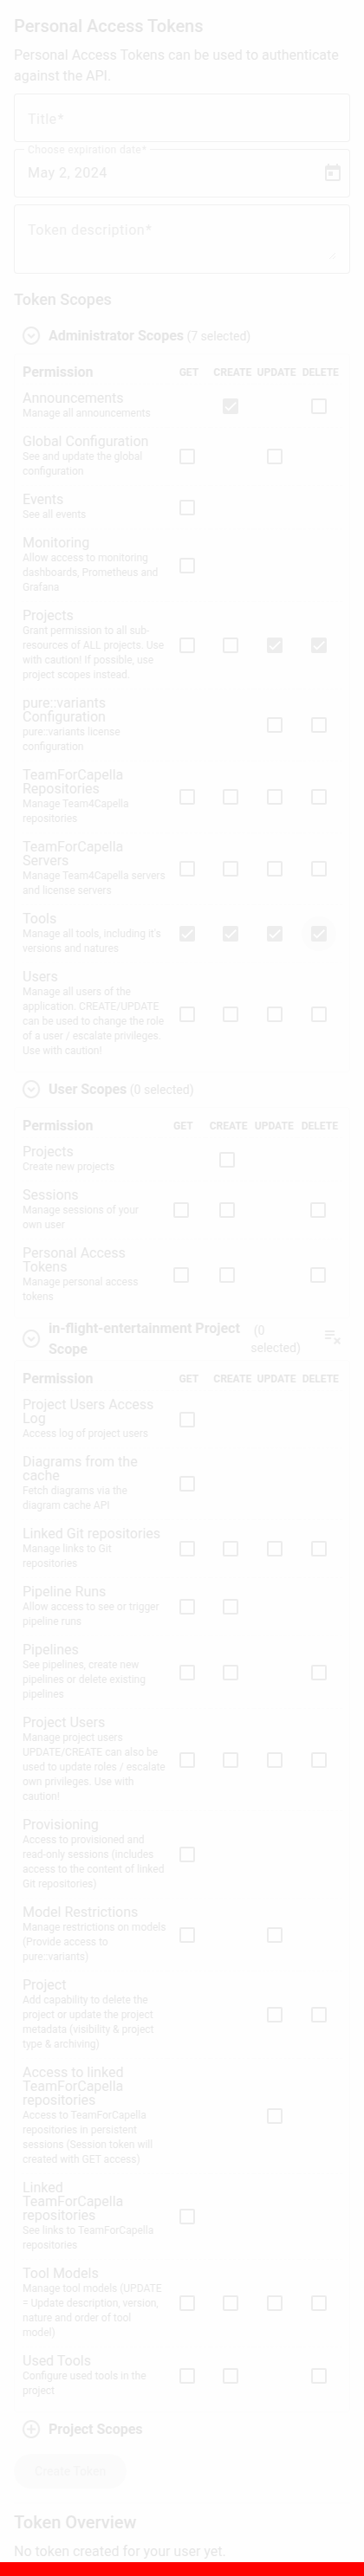 Personal Access Tokens
Personal Access Tokens can be used to authenticate
against the API.
Title*
Choose expiration date*
May 2, 2024
Token description*
Token Scopes
Administrator Scopes (7 selected)
Permission GET CREATE UPDATE DELETE
Announcements
Manage all announcements
Global Configuration
See and update the global
configuration
Events
See all events
Monitoring
Allow access to monitoring
dashboards, Prometheus and
Grafana
Projects
Grant permission to all sub-
resources of ALL projects. Use
with caution! If possible, use
project scopes instead.
pure::variants
Configuration
pure::variants license
configuration
TeamForCapella
Repositories
Manage Team4Capella
repositories
TeamForCapella
Servers
Manage Team4Capella servers
and license servers
Tools
Manage all tools, including it's
versions and natures
Users
Manage all users of the
application. CREATE/UPDATE
can be used to change the role
of a user / escalate privileges.
Use with caution!
User Scopes (0 selected)
Permission GET CREATE UPDATE DELETE
Projects
Create new projects
Sessions
Manage sessions of your
own user
Personal Access
Tokens
Manage personal access
tokens
in-flight-entertainment Project (0
Scope selected)
Permission GET CREATE UPDATE DELETE
Project Users Access
Log
Access log of project users
Diagrams from the
cache
Fetch diagrams via the
diagram cache API
Linked Git repositories
Manage links to Git
repositories
Pipeline Runs
Allow access to see or trigger
pipeline runs
Pipelines
See pipelines, create new
pipelines or delete existing
pipelines
Project Users
Manage project users
UPDATE/CREATE can also be
used to update roles / escalate
own privileges. Use with
caution!
Provisioning
Access to provisioned and
read-only sessions (includes
access to the content of linked
Git repositories)
Model Restrictions
Manage restrictions on models
(Provide access to
pure::variants)
Project
Add capability to delete the
project or update the project
metadata (visibility & project
type & archiving)
Access to linked
TeamForCapella
repositories
Access to TeamForCapella
repositories in persistent
sessions (Session token will
created with GET access)
Linked
TeamForCapella
repositories
See links to TeamForCapella
repositories
Tool Models
Manage tool models (UPDATE
= Update description, version,
nature and order of tool
model)
Used Tools
Configure used tools in the
project
Project Scopes
Create Token
Token Overview
No token created for your user yet.